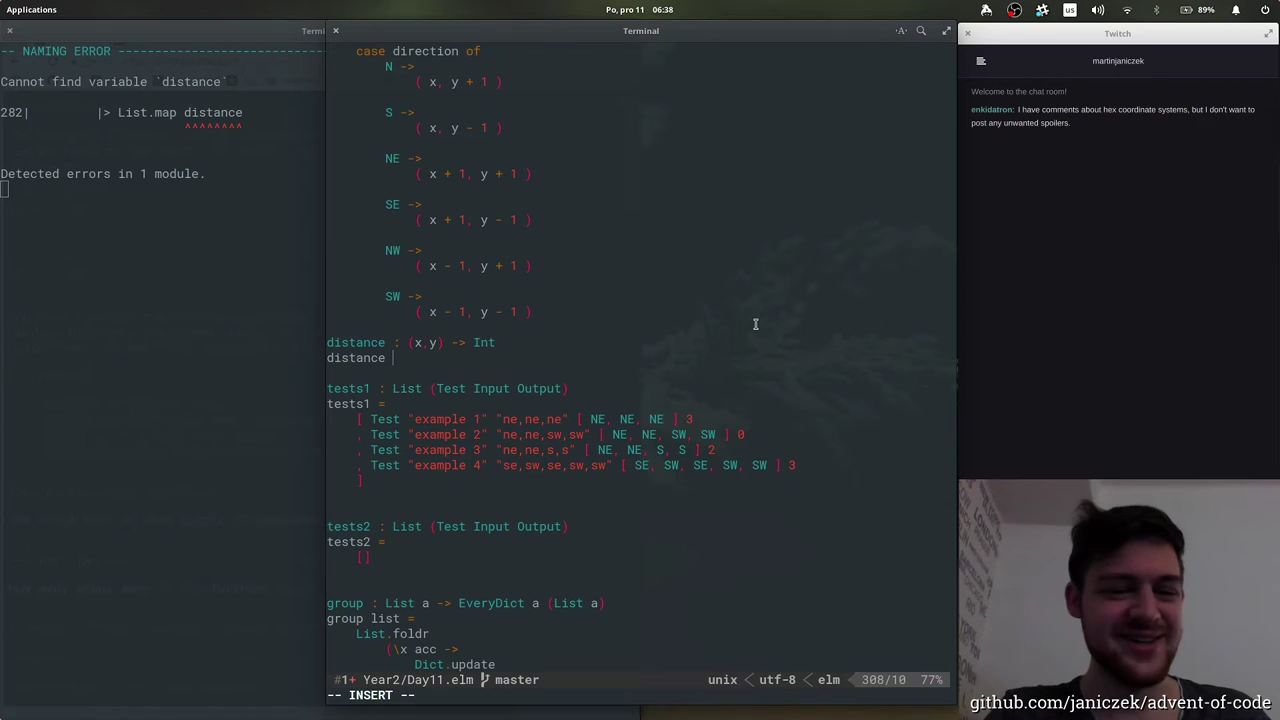 Applications
Po, pro 11 06:38
us
89%
Termi
-- NAMING ERROR ----------------------------
Cannot find variable `distance`
282|         |> List.map distance
^^^^^^^^
Detected errors in 1 module.
Terminal
case direction of
N ->
( x, y + 1 )
S ->
( x, y - 1 )
NE ->
( x + 1, y + 1 )
SE ->
( x + 1, y - 1 )
NW ->
( x - 1, y + 1 )
SW ->
( x - 1, y - 1 )
distance : (x,y) -> Int
distance
tests1 : List (Test Input Output)
tests1 =
[ Test "example 1" "ne,ne,ne" [ NE, NE, NE ] 3
, Test "example 2" "ne,ne,sw,sw" [ NE, NE, SW, SW ] 0
, Test "example 3" "ne,ne,s,s" [ NE, NE, S, S ] 2
, Test "example 4" "se,sw,se,sw,sw" [ SE, SW, SE, SW, SW ] 3
]
tests2 : List (Test Input Output)
tests2 =
[]
group : List a -> EveryDict a (List a)
group list =
List.foldr
(\x acc ->
Dict.update
#1+ Year2/Day11.elm master
unix < utf-8 < elm
308/10 77%
-- INSERT --
Twitch
martinjaniczek
Welcome to the chat room!
enkidatron: I have comments about hex coordinate systems, but I don't want to
post any unwanted spoilers.
github.com/janiczek/advent-of-code